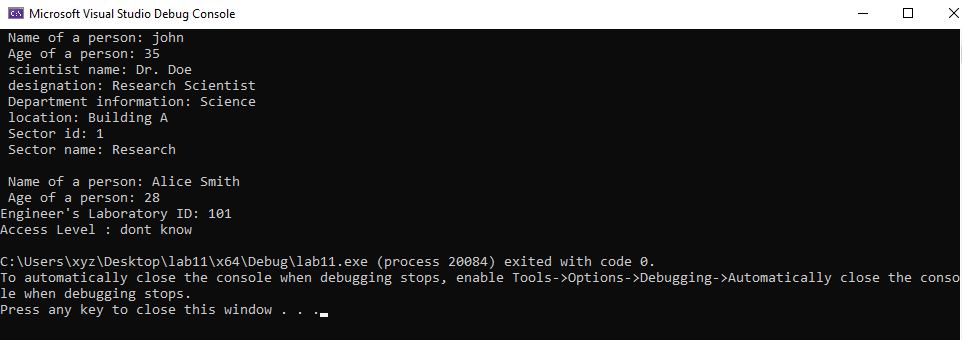 Microsoft Visual Studio Debug Console
Name of a person: john
Age of a person: 35
scientist name: Dr. Doe
designation: Research Scientist
Department information: Science
location: Building A
Sector id: 1
Sector name: Research
Name of a person: Alice Smith
Age of a person: 28
Engineer's Laboratory ID: 101
Access Level : dont know
C:\Users\xyz\Desktop\lab11\x64\Debug\lab11.exe (process 20084) exited with code 0.
To automatically close the console when debugging stops, enable Tools->Options->Debugging->Automatically close the conso
le when debugging stops.
Press any key to close this window . . .